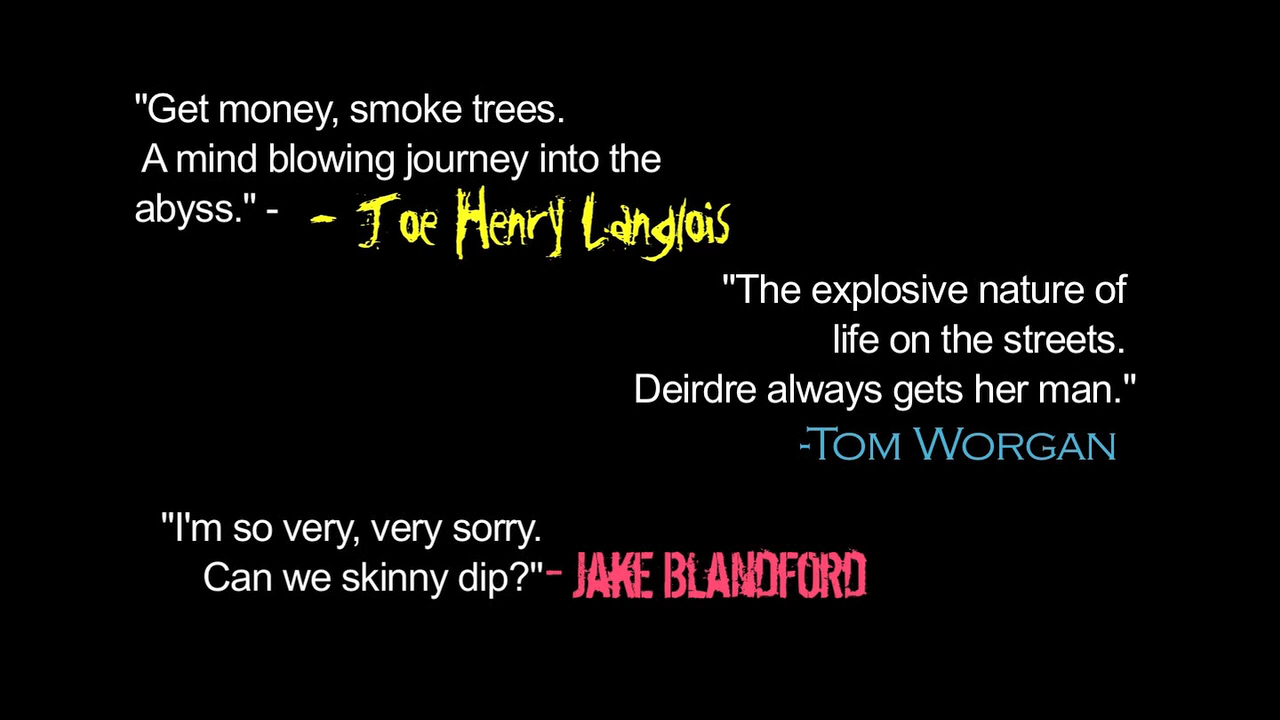 "Get money, smoke trees.
A mind blowing journey into the
abyss." - - Joe Henry Langlois
"The explosive nature of
life on the streets.
Deirdre always gets her man."
-Tom Worgan
"I'm so very, very sorry.
Can we skinny dip?"- JAKE BLANDFORD